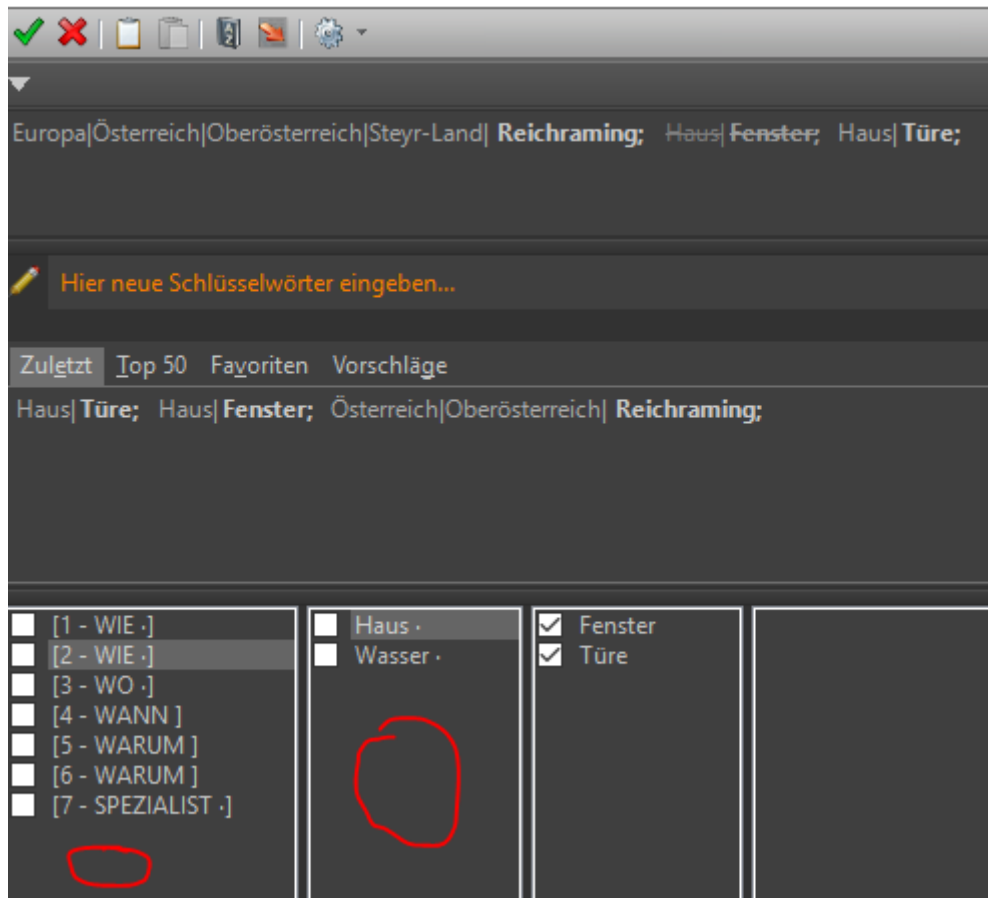 Europa|Österreich|Oberösterreich|Steyr-Land| Reichraming; Haus| Fenster; Haus| Türe;
Hier neue Schlüsselwörter eingeben...
Zuletzt Top 50 Favoriten Vorschläge
Haus| Türe; Haus| Fenster; Österreich|Oberösterreich| Reichraming;
[1 - WIE ·] Haus · Fenster
[2 - WIE ·] Wasser · Türe
[3 - WO ·]
[4 - WANN ]
[5 - WARUM ]
[6 - WARUM ]
[7 - SPEZIALIST ·]